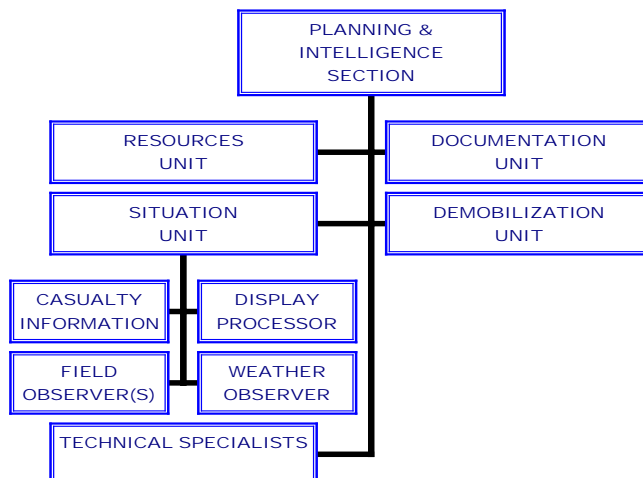 PLANNING &
INTELLIGENCE
SECTION
RESOURCES
UNIT
DOCUMENTATION
UNIT
SITUATION
UNIT
DEMOBILIZATION
UNIT
CASUALTY
INFORMATION
DISPLAY
PROCESSOR
FIELD
OBSERVER(S)
WEATHER
OBSERVER
TECHNICAL SPECIALISTS